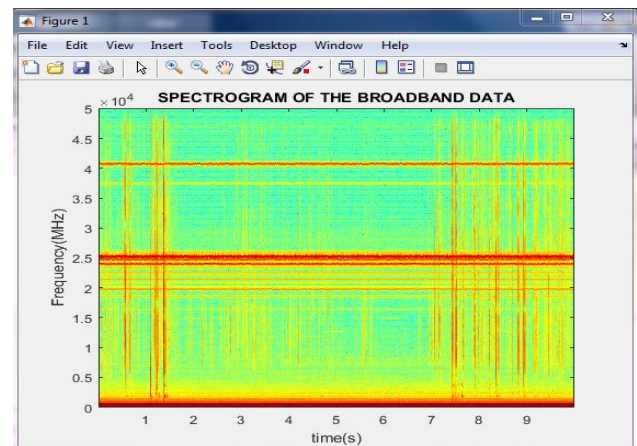 Figure 1
File Edit View Insert Tools Desktop Window Help
× 10⁴
SPECTROGRAM OF THE BROADBAND DATA
5
4.5
4
3.5
3
2.5
2
1.5
1
0.5
0
Frequency(MHz)
1 2 3 4 5 6 7 8 9
time(s)